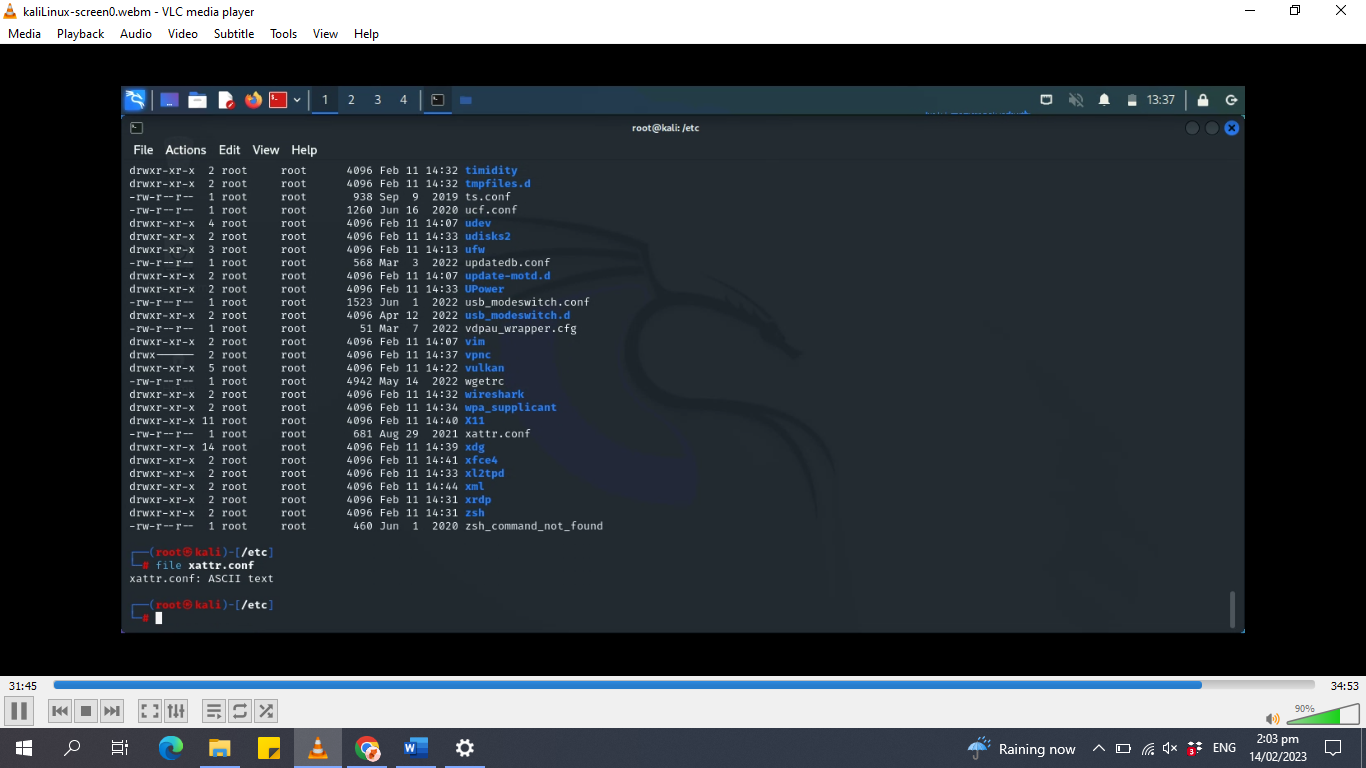 kaliLinux-screen0.webm - VLC media player
Media Playback Audio Video Subtitle Tools View Help
1 2 3 4 13:37
root@kali: /etc
File Actions Edit View Help
drwxr-xr-x 2 root root 4096 Feb 11 14:32 timidity
drwxr-xr-x 2 root root 4096 Feb 11 14:32 tmpfiles.d
-rw-r--r-- 1 root root 938 Sep 9 2019 ts.conf
-rw-r--r-- 1 root root 1260 Jun 16 2020 ucf.conf
drwxr-xr-x 4 root root 4096 Feb 11 14:07 udev
drwxr-xr-x 2 root root 4096 Feb 11 14:33 udisks2
drwxr-xr-x 3 root root 4096 Feb 11 14:13 ufw
-rw-r--r-- 1 root root 568 Mar 3 2022 updatedb.conf
drwxr-xr-x 2 root root 4096 Feb 11 14:07 update-motd.d
drwxr-xr-x 2 root root 4096 Feb 11 14:33 UPower
-rw-r--r-- 1 root root 1523 Jun 1 2022 usb_modeswitch.conf
drwxr-xr-x 2 root root 4096 Apr 12 2022 usb_modeswitch.d
-rw-r--r-- 1 root root 51 Mar 7 2022 vdpau_wrapper.cfg
drwxr-xr-x 2 root root 4096 Feb 11 14:07 vim
drwx------ 2 root root 4096 Feb 11 14:37 vpnc
drwxr-xr-x 5 root root 4096 Feb 11 14:22 vulkan
-rw-r--r-- 1 root root 4942 May 14 2022 wgetrc
drwxr-xr-x 2 root root 4096 Feb 11 14:32 wireshark
drwxr-xr-x 2 root root 4096 Feb 11 14:34 wpa_supplicant
drwxr-xr-x 11 root root 4096 Feb 11 14:40 X11
-rw-r--r-- 1 root root 681 Aug 29 2021 xattr.conf
drwxr-xr-x 14 root root 4096 Feb 11 14:39 xdg
drwxr-xr-x 2 root root 4096 Feb 11 14:41 xfce4
drwxr-xr-x 2 root root 4096 Feb 11 14:33 xl2tpd
drwxr-xr-x 2 root root 4096 Feb 11 14:44 xml
drwxr-xr-x 2 root root 4096 Feb 11 14:31 xrdp
drwxr-xr-x 2 root root 4096 Feb 11 14:31 zsh
-rw-r--r-- 1 root root 460 Jun 1 2020 zsh_command_not_found
┌──(root㉿kali)-[/etc]
└─# file xattr.conf
xattr.conf: ASCII text
┌──(root㉿kali)-[/etc]
└─#
31:45 34:53
90%
Raining now ENG 2:03 pm
14/02/2023